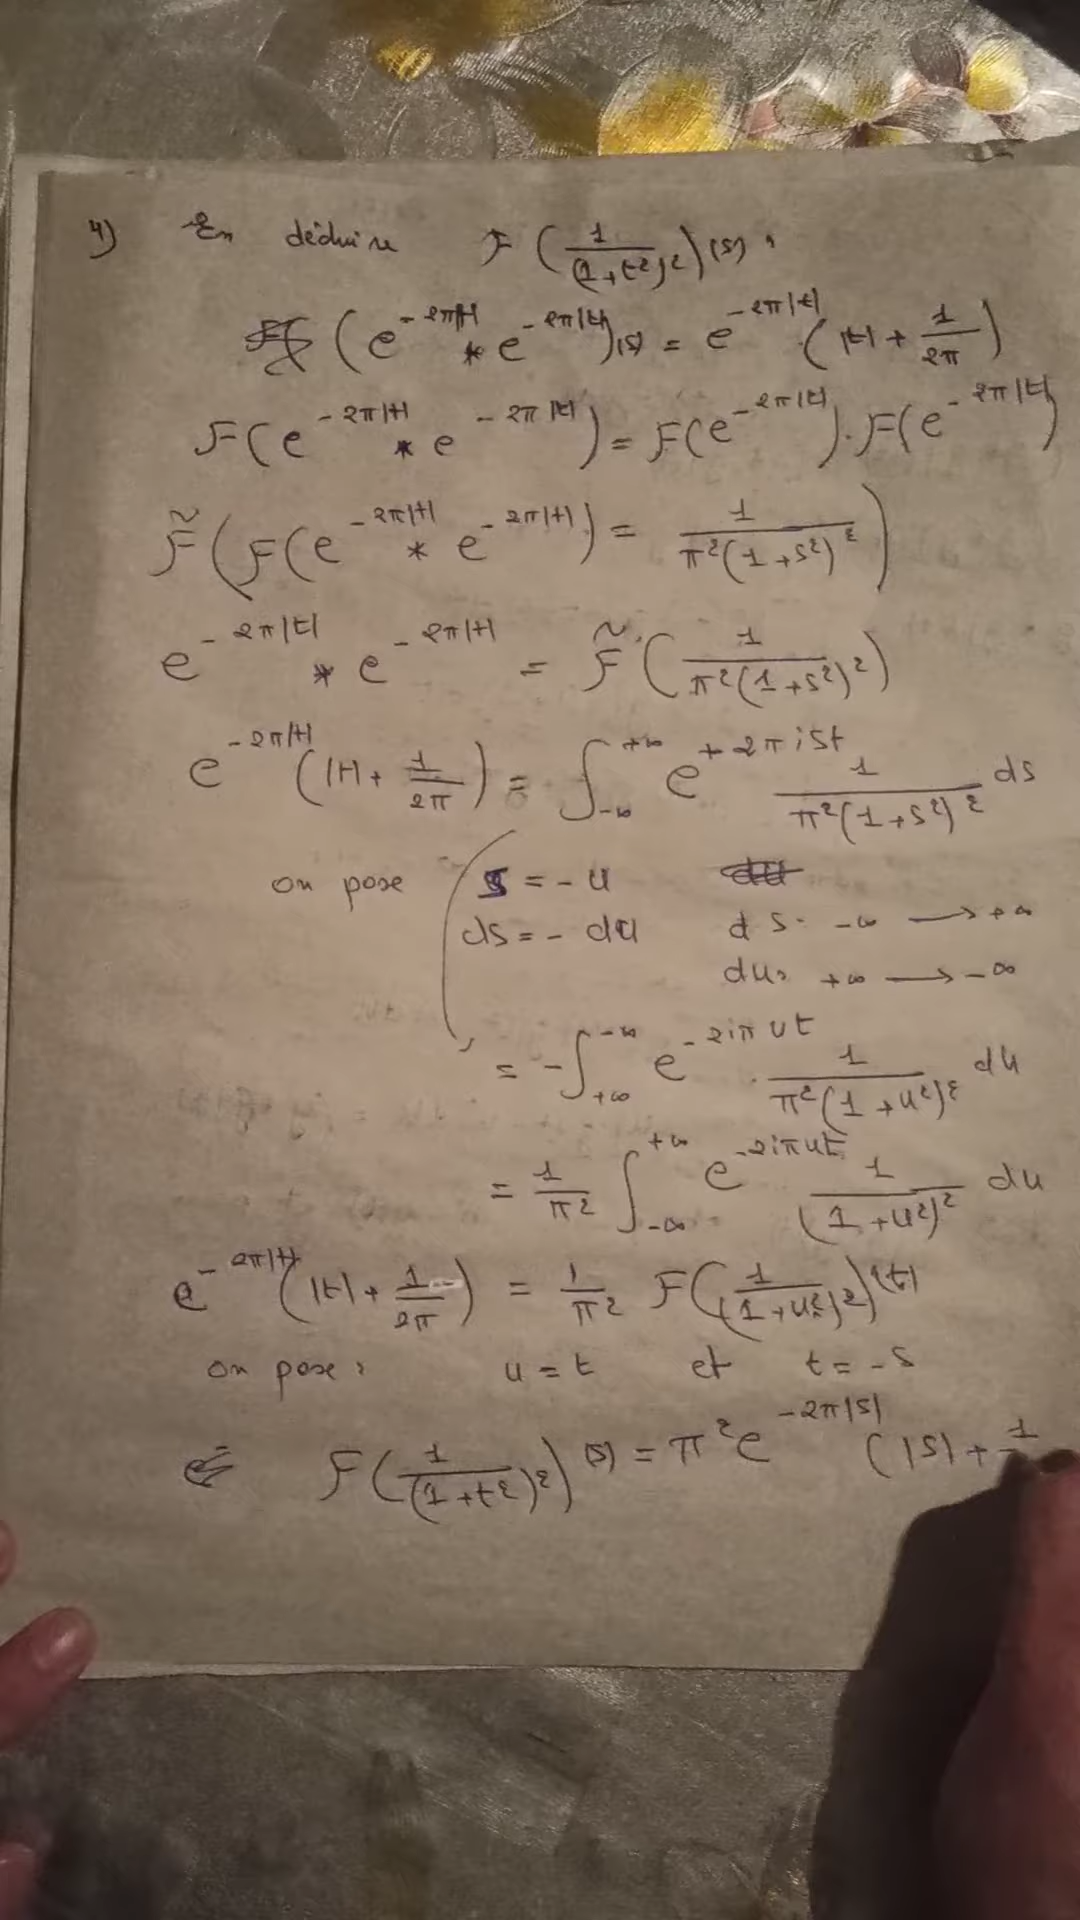 4) En déduire F(1/(1+t²)²)(s) .
(e^{-2π|t|} * e^{-2π|t|})(s) = e^{-2π|t|} (|t| + 1/2π)
F(e^{-2π|t|} * e^{-2π|t|}) = F(e^{-2π|t|}) . F(e^{-2π|t|})
F̃(F(e^{-2π|t|} * e^{-2π|t|}) = 1/π²(1+s²)²)
e^{-2π|t|} * e^{-2π|t|} = F̃(1/π²(1+s²)²)
e^{-2π|t|} (|t| + 1/2π) = ∫_{-∞}^{+∞} e^{+2πist} 1/π²(1+s²)² ds
on pose s = -u
ds = - du ds: -∞ → +∞
du: +∞ → -∞
= -∫_{+∞}^{-∞} e^{-2iπut} 1/π²(1+u²)² du
= 1/π² ∫_{-∞}^{+∞} e^{-2iπut} 1/(1+u²)² du
e^{-2π|t|} (|t| + 1/2π) = 1/π² F(1/(1+u²)²)(t)
on pose : u = t et t = -s
F(1/(1+t²)²)(s) = π² e^{-2π|s|} (|s| + 1